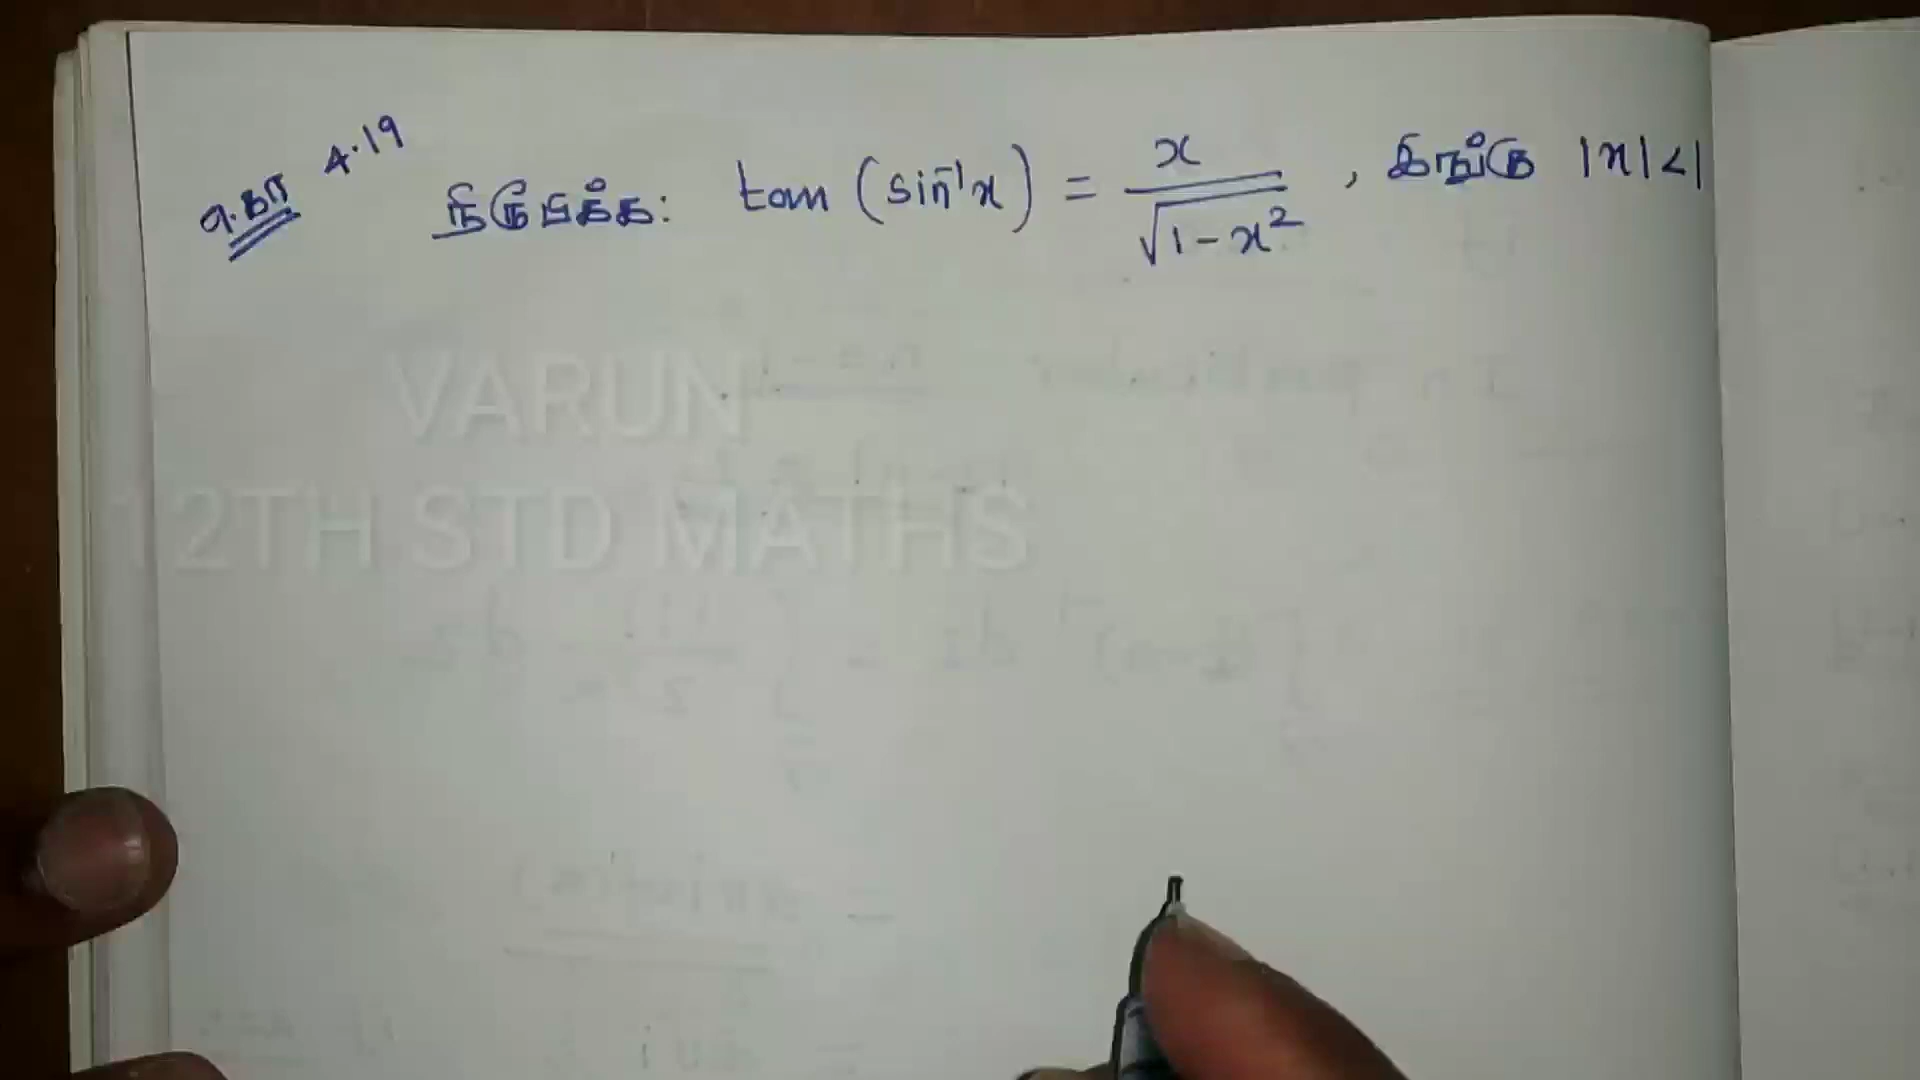 எ.கா 4.19 நிரூபிக்க: tan (sin⁻¹x) = x / √1-x² , இங்கு |x|<1
VARUN
12TH STD MATHS